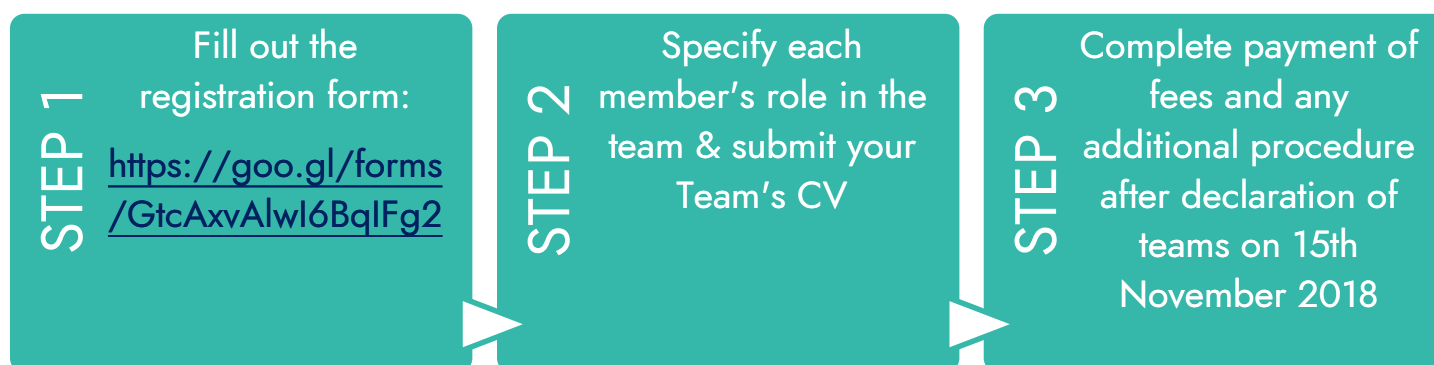 STEP 1
Fill out the
registration form:
https://goo.gl/forms
/GtcAxvAlwI6BqIFg2
STEP 2
Specify each
member's role in the
team & submit your
Team's CV
STEP 3
Complete payment of
fees and any
additional procedure
after declaration of
teams on 15th
November 2018